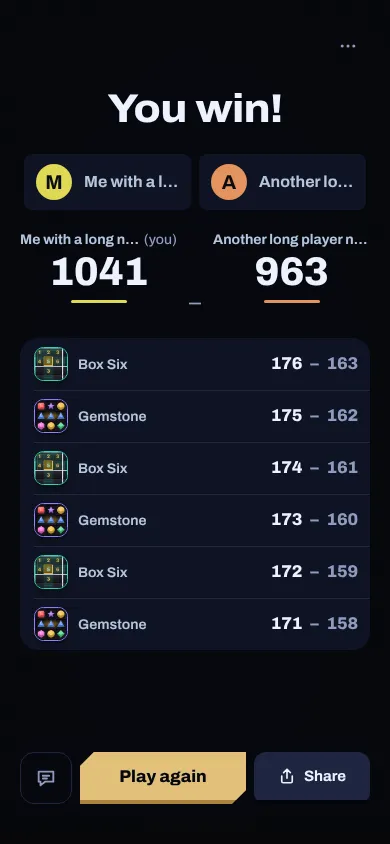 ...
You win!
M Me with a l... A Another lo...
Me with a long n... (you) Another long player n...
1041 – 963
Box Six 176 – 163
Gemstone 175 – 162
Box Six 174 – 161
Gemstone 173 – 160
Box Six 172 – 159
Gemstone 171 – 158
Play again Share